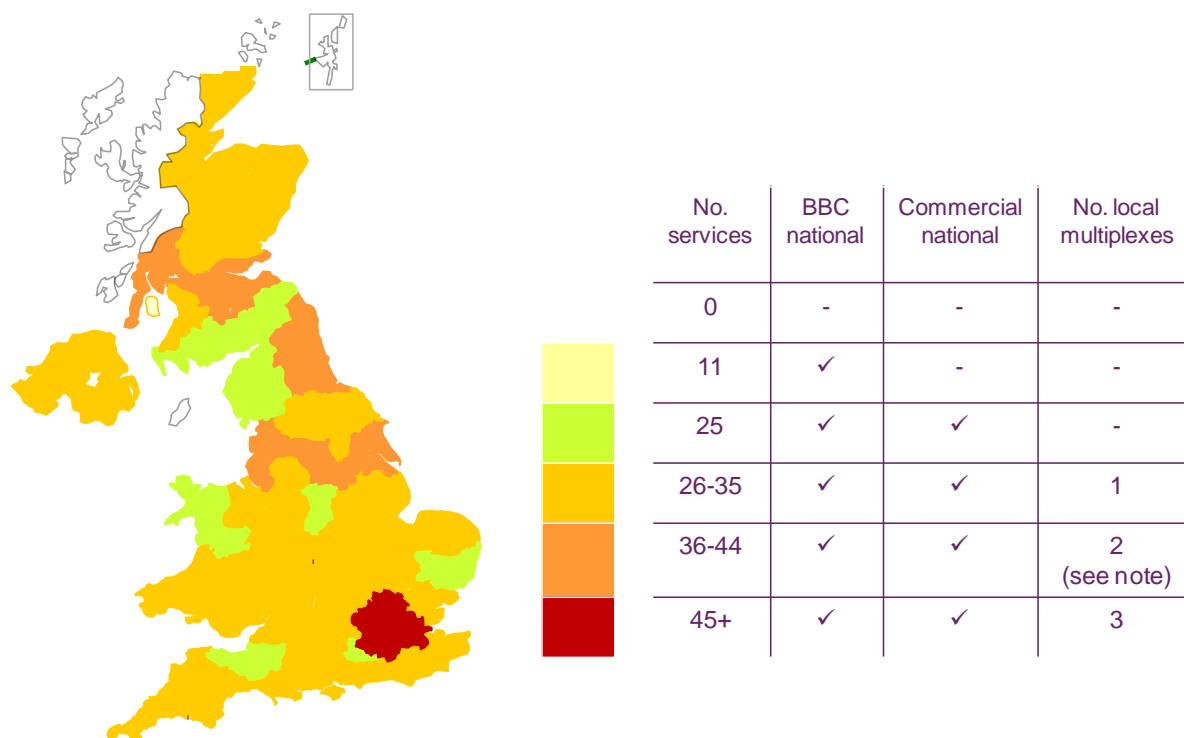 No. services BBC national Commercial national No. local multiplexes
0 - - -
11 ✓ - -
25 ✓ ✓ -
26-35 ✓ ✓ 1
36-44 ✓ ✓ 2 (see note)
45+ ✓ ✓ 3